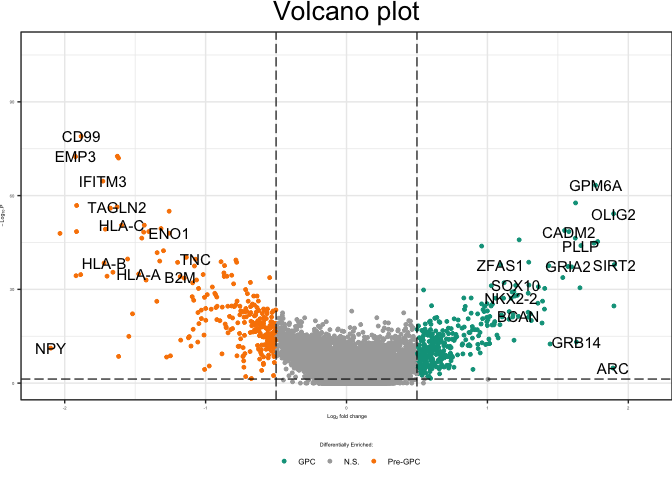 Volcano plot
CD99
EMP3
IFITM3
GPM6A
TAGLN2
OLIG2
HLA-C
ENO1
CADM2
PLLP
TNC
HLA-B
ZFAS1
GRIA2
SIRT2
HLA-A
B2M
SOX10
NKX2-2
BCAN
NPY
GRB14
ARC
- Log10 P
-2
-1
0
1
2
Log2 fold change
Differentially Enriched:
GPC
N.S.
Pre-GPC